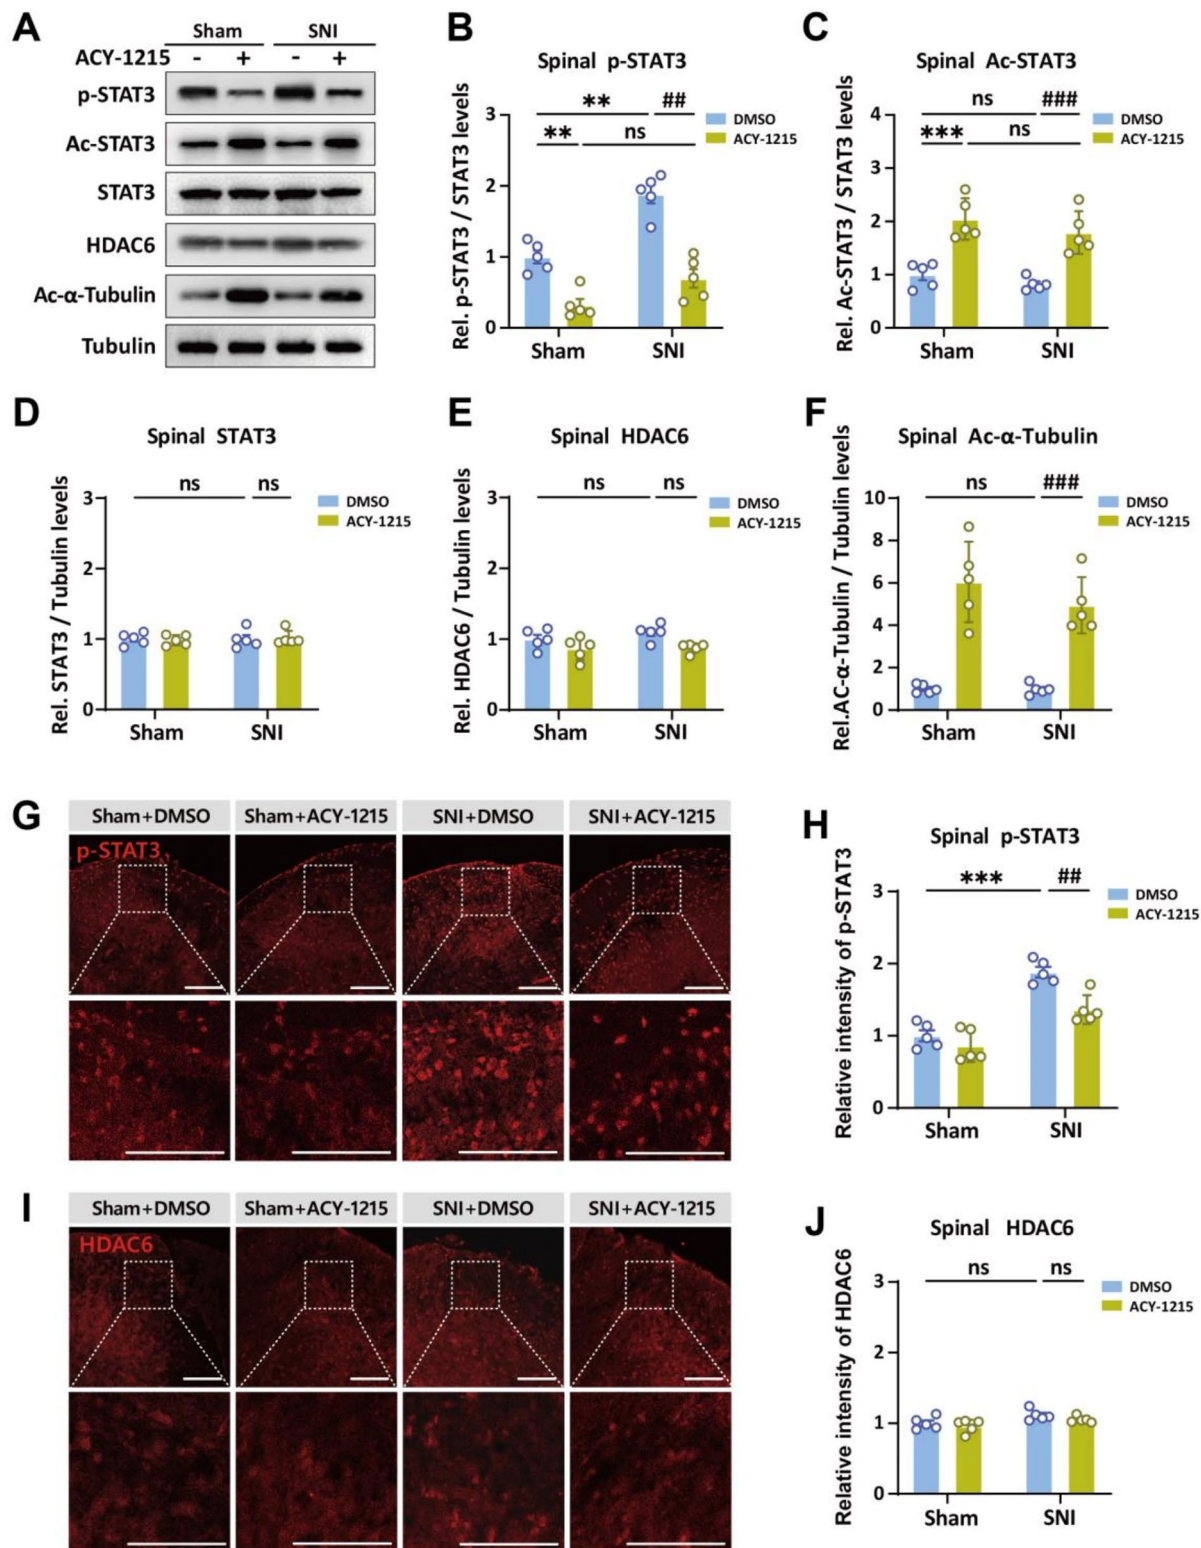 A
Sham SNI
ACY-1215 - + - +
p-STAT3
Ac-STAT3
STAT3
HDAC6
Ac-α-Tubulin
Tubulin
B
Spinal p-STAT3
Rel. p-STAT3 / STAT3 levels
3
2
1
0
** ##
** ns
DMSO
ACY-1215
Sham SNI
C
Spinal Ac-STAT3
Rel. Ac-STAT3 / STAT3 levels
4
3
2
1
0
ns ###
*** ns
DMSO
ACY-1215
Sham SNI
D
Spinal STAT3
Rel. STAT3 / Tubulin levels
3
2
1
0
ns ns
DMSO
ACY-1215
Sham SNI
E
Spinal HDAC6
Rel. HDAC6 / Tubulin levels
3
2
1
0
ns ns
DMSO
ACY-1215
Sham SNI
F
Spinal Ac-α-Tubulin
Rel.AC-α-Tubulin / Tubulin levels
10
8
6
4
2
0
ns ###
DMSO
ACY-1215
Sham SNI
G
Sham+DMSO Sham+ACY-1215 SNI+DMSO SNI+ACY-1215
p-STAT3
H
Spinal p-STAT3
Relative intensity of p-STAT3
3
2
1
0
*** ##
DMSO
ACY-1215
Sham SNI
I
Sham+DMSO Sham+ACY-1215 SNI+DMSO SNI+ACY-1215
HDAC6
J
Spinal HDAC6
Relative intensity of HDAC6
3
2
1
0
ns ns
DMSO
ACY-1215
Sham SNI